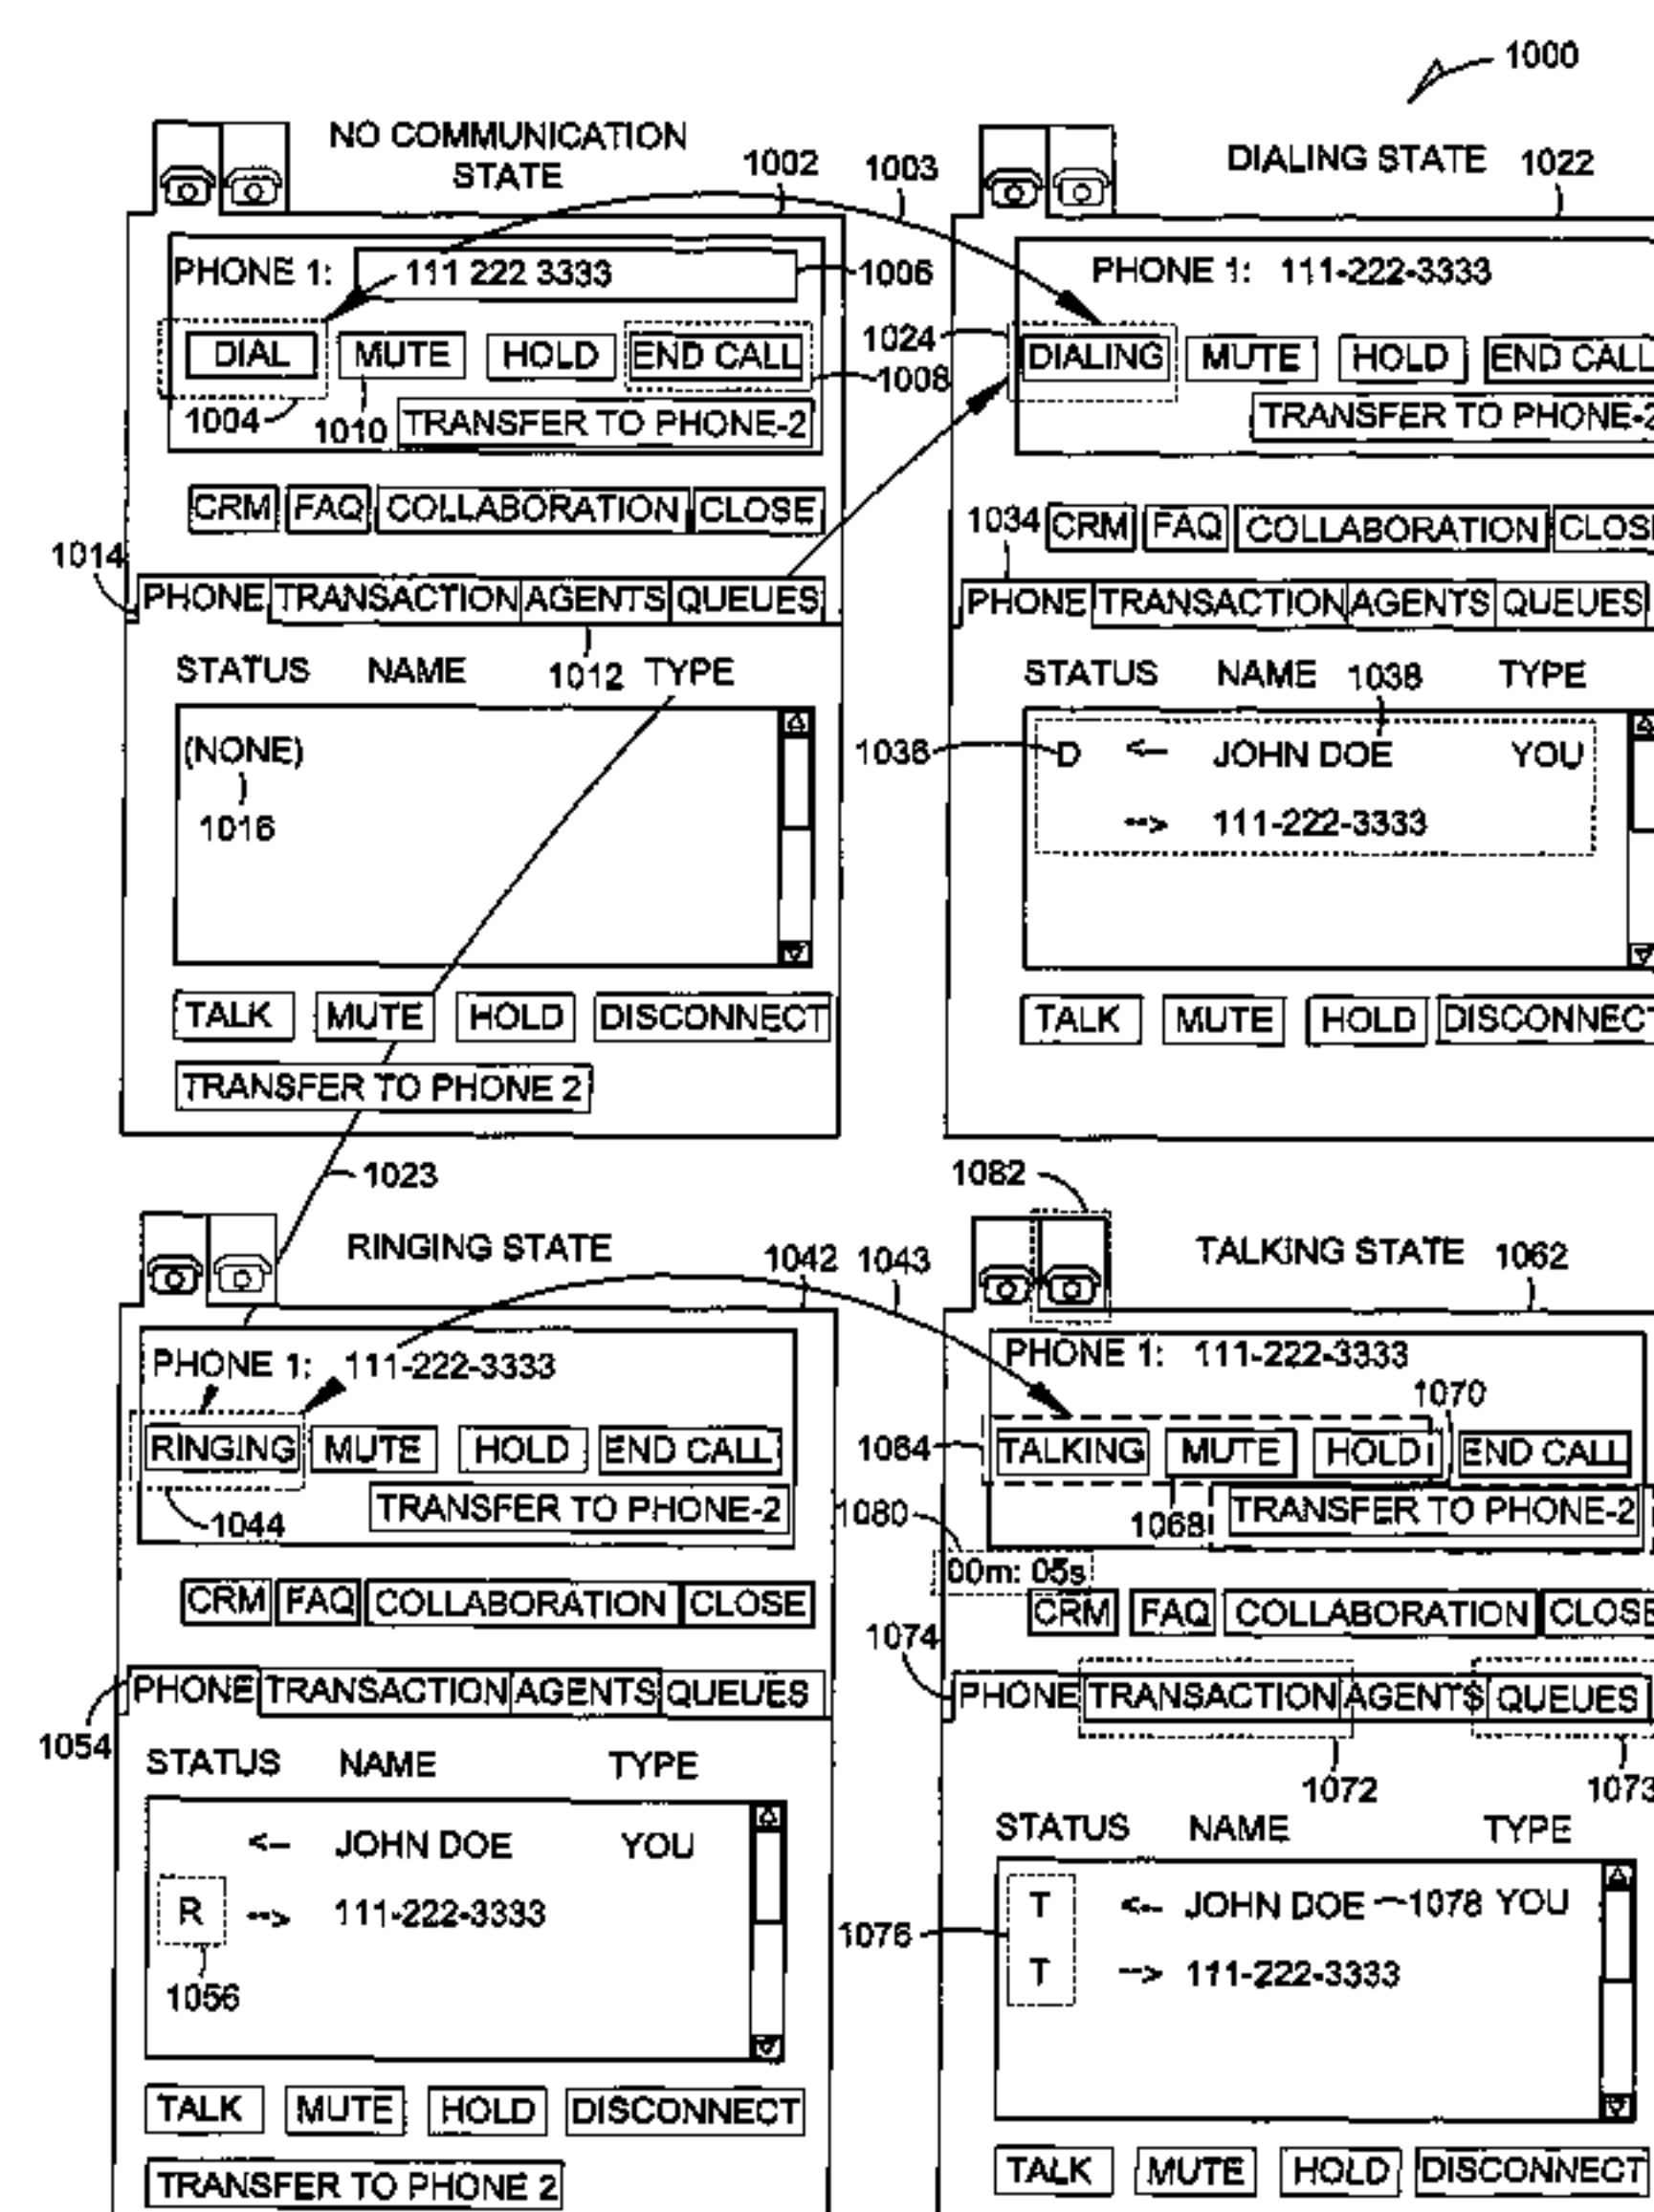 1000
NO COMMUNICATION
STATE
1002
1003
PHONE 1: 111 222 3333
1006
DIAL MUTE HOLD END CALL
1008
1004
1010
TRANSFER TO PHONE-2
CRM FAQ COLLABORATION CLOSE
1014
PHONE TRANSACTION AGENTS QUEUES
1012
STATUS NAME TYPE
(NONE)
1016
TALK MUTE HOLD DISCONNECT
TRANSFER TO PHONE 2
1023
DIALING STATE 1022
PHONE 1: 111-222-3333
1024
DIALING MUTE HOLD END CALL
TRANSFER TO PHONE-2
1034
CRM FAQ COLLABORATION CLOS
PHONE TRANSACTION AGENTS QUEUES
STATUS NAME 1038 TYPE
1036
D <-- JOHN DOE YOU
--> 111-222-3333
TALK MUTE HOLD DISCONNECT
RINGING STATE
1042 1043
PHONE 1: 111-222-3333
RINGING MUTE HOLD END CALL
1044
TRANSFER TO PHONE-2
CRM FAQ COLLABORATION CLOSE
PHONE TRANSACTION AGENTS QUEUES
1054
STATUS NAME TYPE
<-- JOHN DOE YOU
R --> 111-222-3333
1056
TALK MUTE HOLD DISCONNECT
TRANSFER TO PHONE 2
1082
TALKING STATE 1062
PHONE 1: 111-222-3333
1070
1064
TALKING MUTE HOLD END CALL
1080
1068
TRANSFER TO PHONE-2
00m: 05s
CRM FAQ COLLABORATION CLOSE
1074
PHONE TRANSACTION AGENTS QUEUES
1072
1073
STATUS NAME TYPE
T <-- JOHN DOE 1078 YOU
1076
T --> 111-222-3333
TALK MUTE HOLD DISCONNECT